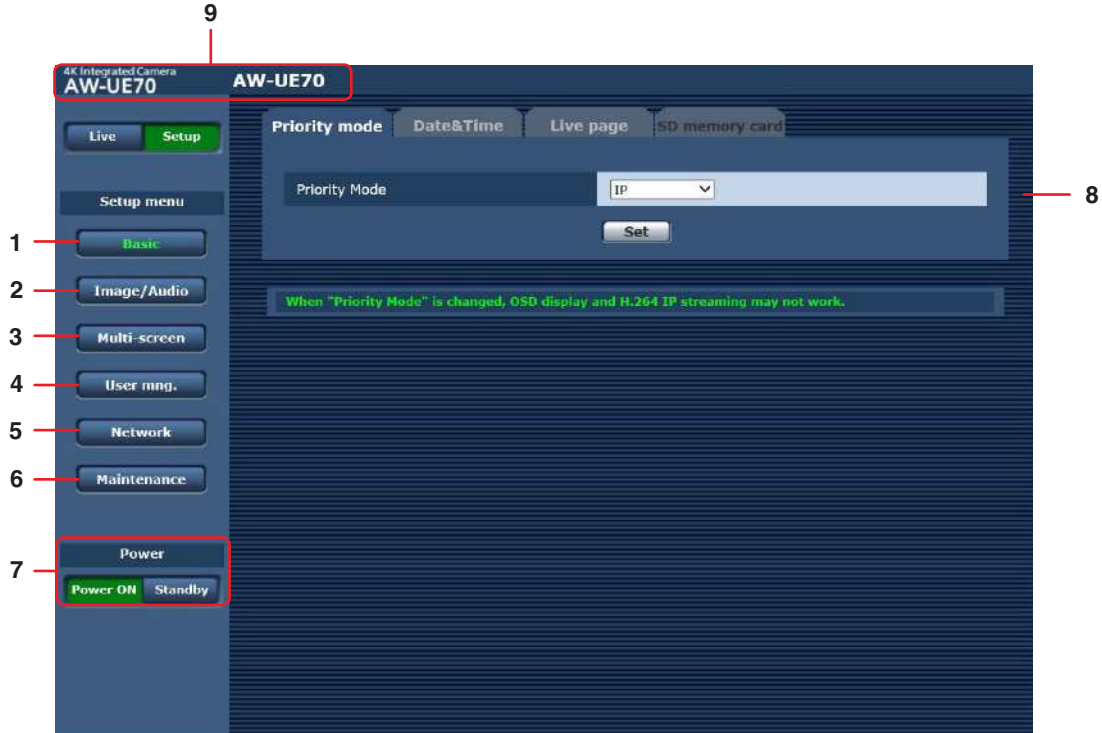 9
4K Integrated Camera
AW-UE70
AW-UE70
Live
Setup
Priority mode
Date&Time
Live page
SD memory card
Priority Mode
IP
8
Set
Setup menu
1
Basic
2
Image/Audio
When "Priority Mode" is changed, OSD display and H.264 IP streaming may not work.
3
Multi-screen
4
User mng.
5
Network
6
Maintenance
Power
7
Power ON
Standby